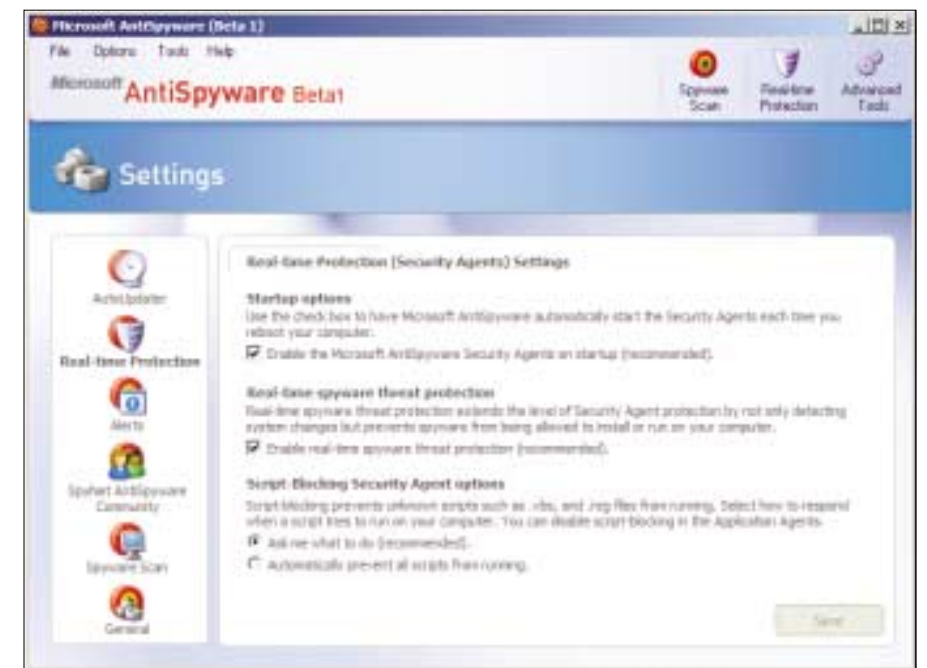 Microsoft AntiSpyware (Beta 1)
File Options Tools Help
Microsoft AntiSpyware Beta1
Spyware Scan
Real-time Protection
Advanced Tools
Settings
AutoUpdater
Real-time Protection
Alerts
SpyNet AntiSpyware Community
Spyware Scan
General
Real-time Protection (Security Agents) Settings
Startup options
Use the check box to have Microsoft AntiSpyware automatically start the Security Agents each time you
reboot your computer.
Enable the Microsoft AntiSpyware Security Agents on startup (recommended).
Real-time spyware threat protection
Real-time spyware threat protection extends the level of Security Agent protection by not only detecting
system changes but prevents spyware from being allowed to install or run on your computer.
Enable real-time spyware threat protection (recommended).
Script Blocking Security Agent options
Script blocking prevents unknown scripts such as .vbs, and .reg files from running. Select how to respond
when a script tries to run on your computer. You can disable script blocking in the Application Agents.
Ask me what to do (recommended).
Automatically prevent all scripts from running.
Save